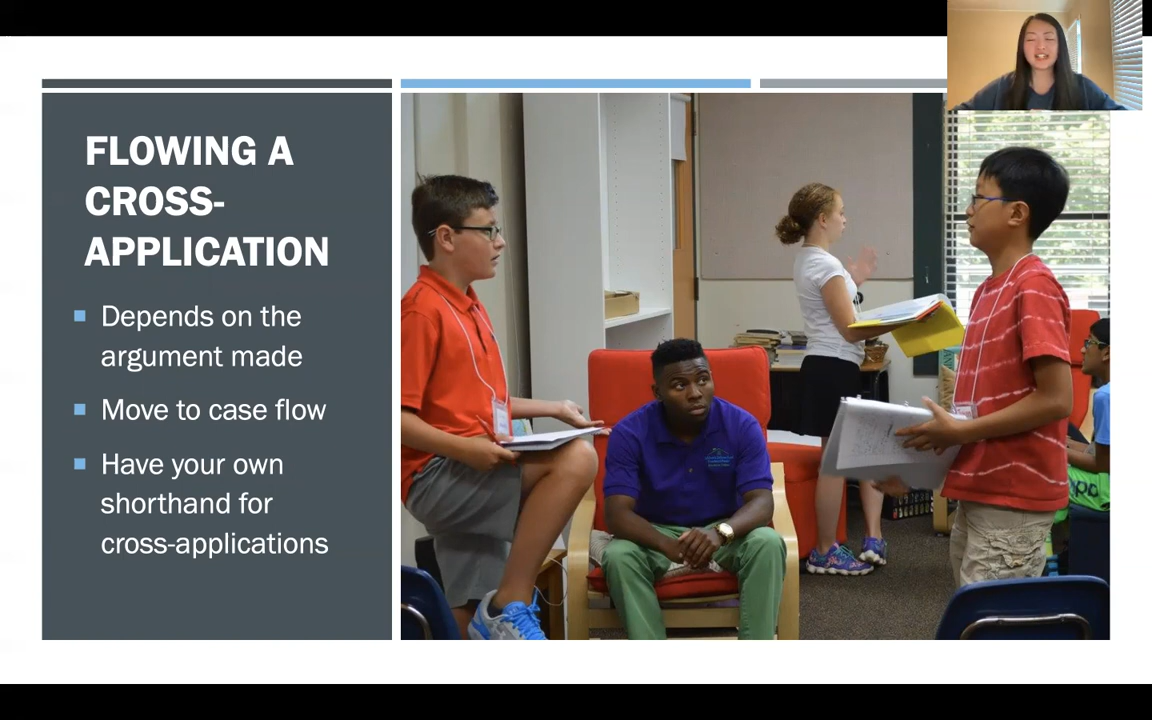 FLOWING A
CROSS-
APPLICATION
Depends on the
argument made
Move to case flow
Have your own
shorthand for
cross-applications